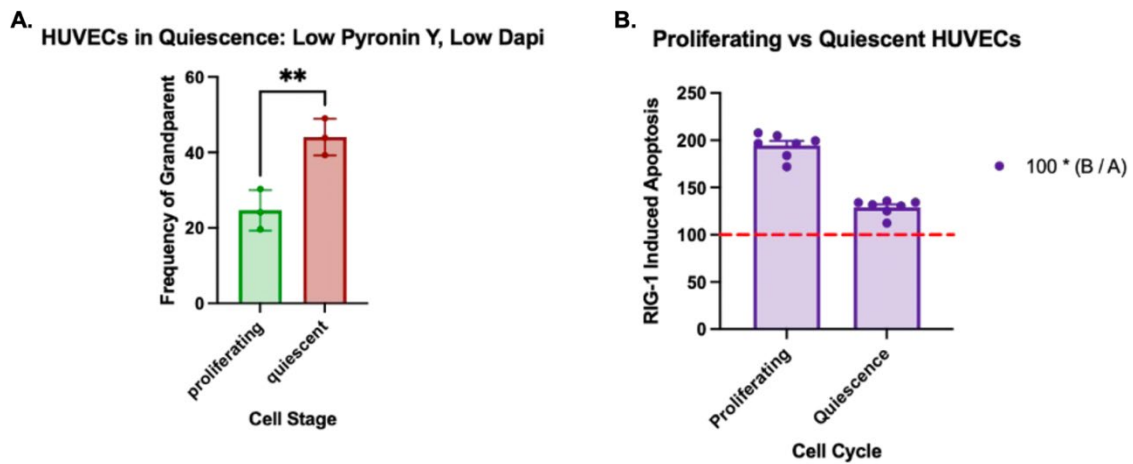 A.
HUVECs in Quiescence: Low Pyronin Y, Low Dapi
**
60
40
20
0
Frequency of Grandparent
proliferating
quiescent
Cell Stage
B.
Proliferating vs Quiescent HUVECs
250
200
150
100
50
0
RIG-1 Induced Apoptosis
100 * (B / A)
Proliferating
Quiescence
Cell Cycle